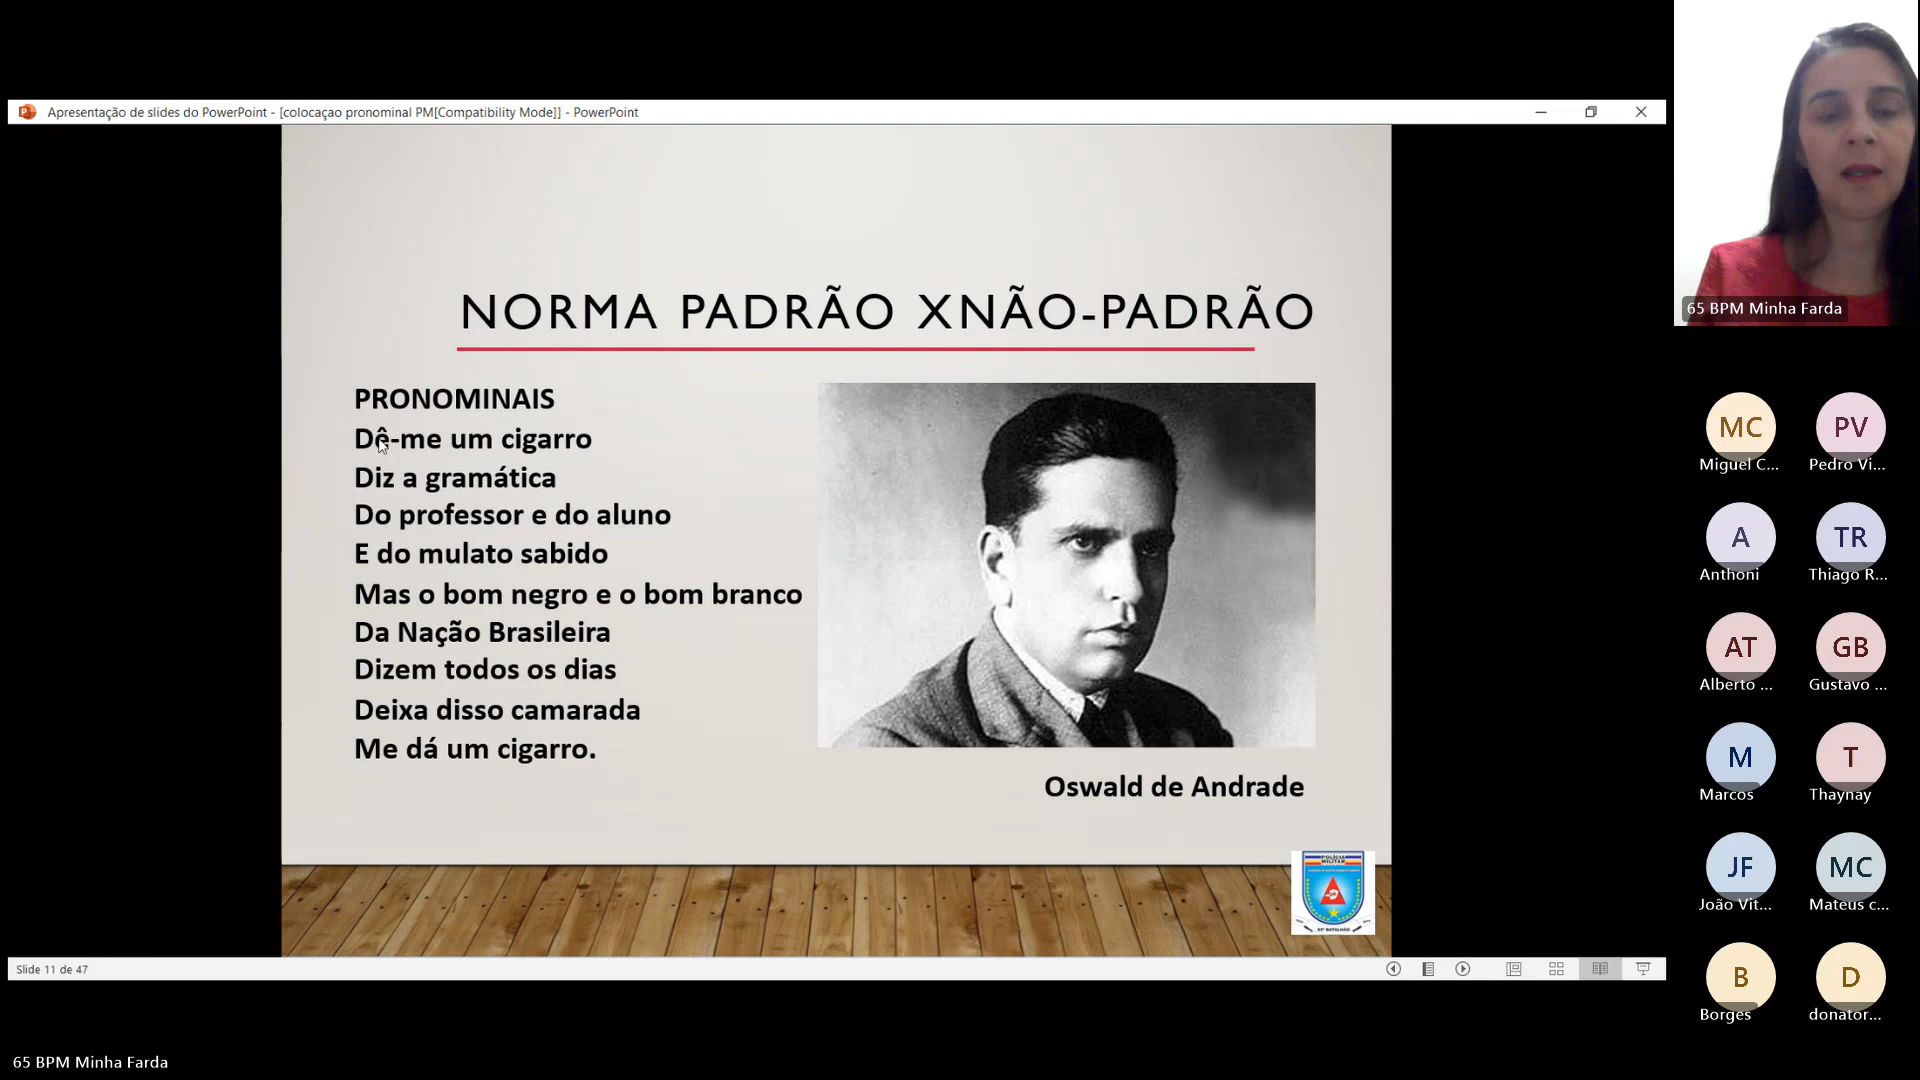 Apresentação de slides do PowerPoint - [colocaçao pronominal PM[Compatibility Mode]] - PowerPoint
NORMA PADRÃO XNÃO-PADRÃO
PRONOMINAIS
Dê-me um cigarro
Diz a gramática
Do professor e do aluno
E do mulato sabido
Mas o bom negro e o bom branco
Da Nação Brasileira
Dizem todos os dias
Deixa disso camarada
Me dá um cigarro.
Oswald de Andrade
POLÍCIA
MILITAR
65º BATALHÃO
Slide 11 de 47
65 BPM Minha Farda
65 BPM Minha Farda
MC
PV
Miguel C...
Pedro Vi...
A
TR
Anthoni
Thiago R...
AT
GB
Alberto ...
Gustavo ...
M
T
Marcos
Thaynay
JF
MC
João Vit...
Mateus c...
B
D
Borges
donator...